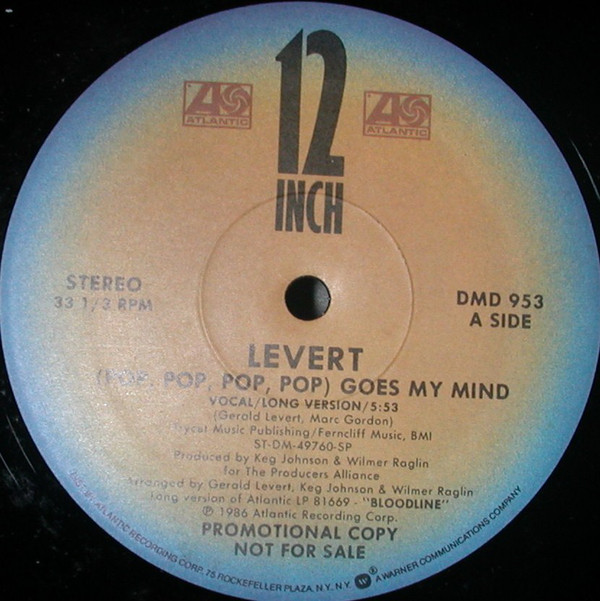 12
INCH
ATLANTIC
ATLANTIC
STEREO
33 1/3 RPM
DMD 953
A SIDE
LEVERT
(POP, POP, POP, POP) GOES MY MIND
VOCAL/LONG VERSION/5:53
(Gerald Levert, Marc Gordon)
Trycet Music Publishing/Ferncliff Music, BMI
ST-DM-49760-SP
Produced by Keg Johnson & Wilmer Raglin
for The Producers Alliance
Arranged by Gerald Levert, Keg Johnson & Wilmer Raglin
Long version of Atlantic LP 81669 - "BLOODLINE"
℗ 1986 Atlantic Recording Corp.
PROMOTIONAL COPY
NOT FOR SALE
ATLANTIC RECORDING CORP. 75 ROCKEFELLER PLAZA, N.Y. N.Y. ® A WARNER COMMUNICATIONS COMPANY